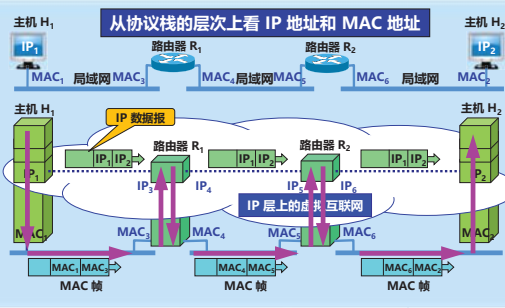 从协议栈的层次上看 IP 地址和 MAC 地址
主机 H1
主机 H2
IP1
路由器 R1
路由器 R2
IP2
MAC1
MAC3
MAC4
MAC5
MAC6
MAC2
局域网
局域网
局域网
主机 H1
IP 数据报
主机 H2
路由器 R1
路由器 R2
IP1 IP2
IP1 IP2
IP1 IP2
IP1
IP3
IP4
IP5
IP6
IP2
IP 层上的虚拟互联网
MAC1
MAC3
MAC4
MAC5
MAC6
MAC2
MAC1 MAC3
MAC4 MAC5
MAC6 MAC2
MAC 帧
MAC 帧
MAC 帧